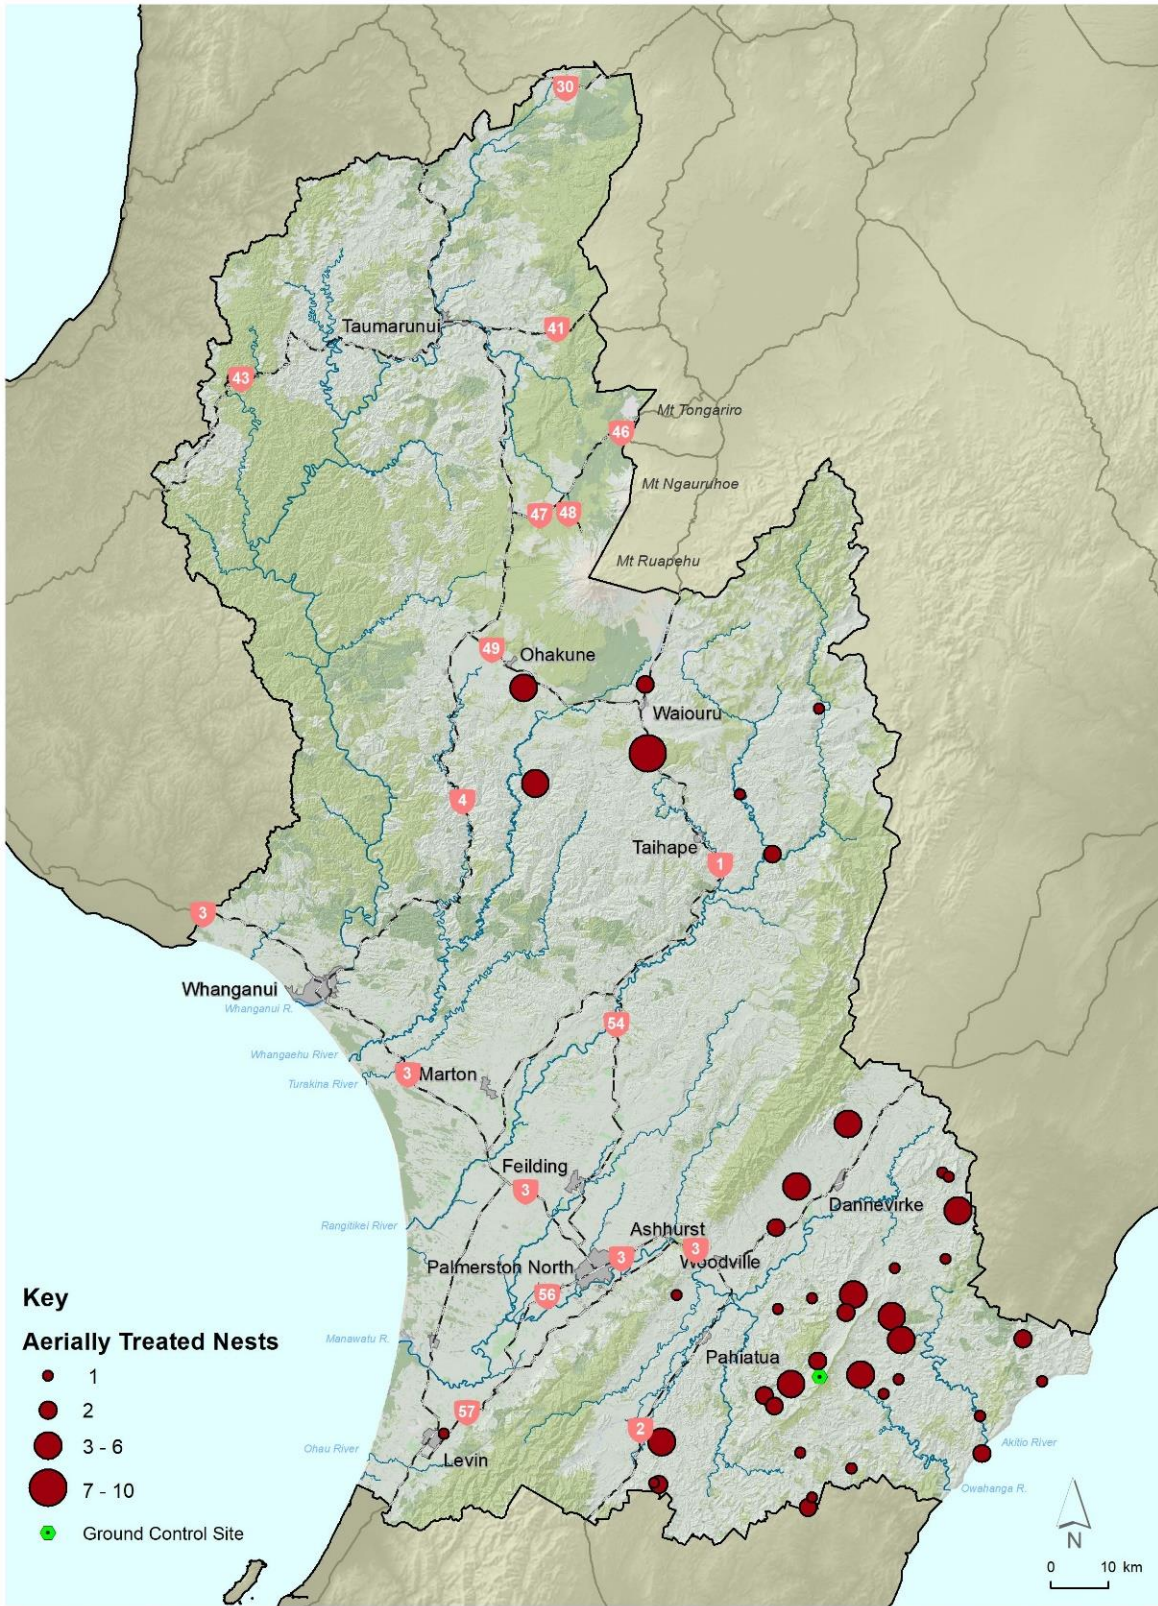 30
Taumarunui
41
43
Mt Tongariro
46
Mt Ngauruhoe
47
48
Mt Ruapehu
49
Ohakune
Waiouru
4
Taihape
1
3
Whanganui
Whanganui R.
54
Whangaehu River
3
Marton
Turakina River
Feilding
3
Dannevirke
Rangitikei River
Ashhurst
3
3
Woodville
Palmerston North
56
Key
Aerially Treated Nests
1
2
3 - 6
7 - 10
Ground Control Site
Manawatu R.
Pahiatua
57
2
Ohau River
Levin
Akitio River
Owahanga R.
N
0 10 km